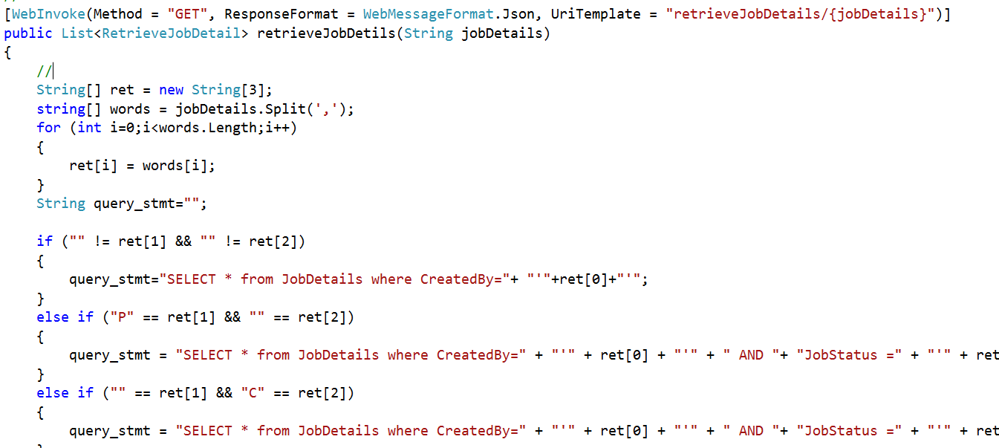 [WebInvoke(Method = "GET", ResponseFormat = WebMessageFormat.Json, UriTemplate = "retrieveJobDetails/{jobDetails}")]
public List<RetrieveJobDetail> retrieveJobDetils(String jobDetails)
{
    //
    String[] ret = new String[3];
    string[] words = jobDetails.Split(',');
    for (int i=0;i<words.Length;i++)
    {
        ret[i] = words[i];
    }
    String query_stmt="";

    if ("" != ret[1] && "" != ret[2])
    {
        query_stmt="SELECT * from JobDetails where CreatedBy="+ "'"+ret[0]+"'";
    }
    else if ("P" == ret[1] && "" == ret[2])
    {
        query_stmt = "SELECT * from JobDetails where CreatedBy=" + "'" + ret[0] + "'" + " AND "+ "JobStatus =" + "'" + ret
    }
    else if ("" == ret[1] && "C" == ret[2])
    {
        query_stmt = "SELECT * from JobDetails where CreatedBy=" + "'" + ret[0] + "'" + " AND "+ "JobStatus =" + "'" + ret